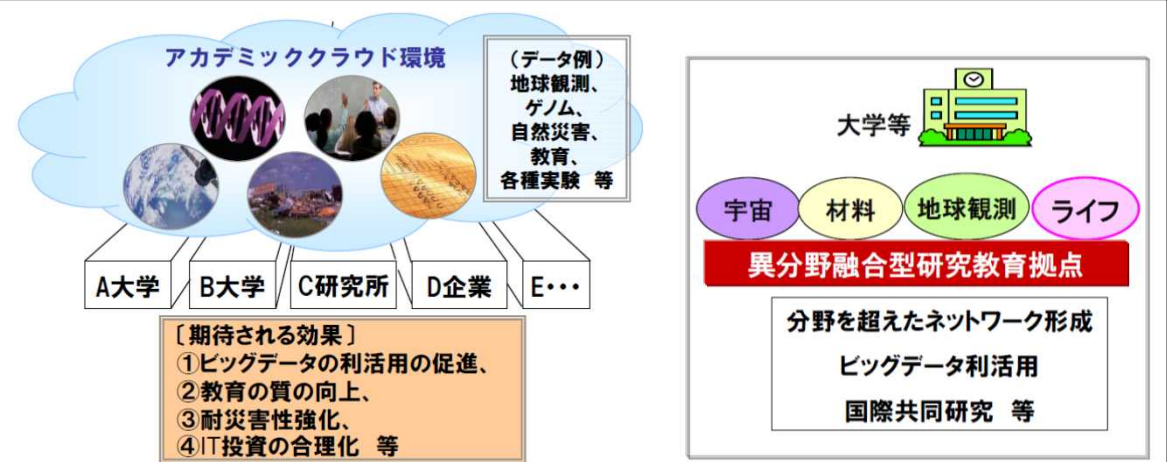 アカデミッククラウド環境
（データ例）
地球観測、
ゲノム、
自然災害、
教育、
各種実験 等
A大学
B大学
C研究所
D企業
E・・・
［期待される効果］
①ビッグデータの利活用の促進、
②教育の質の向上、
③耐災害性強化、
④IT投資の合理化 等
大学等
宇宙
材料
地球観測
ライフ
異分野融合型研究教育拠点
分野を超えたネットワーク形成
ビッグデータ利活用
国際共同研究 等